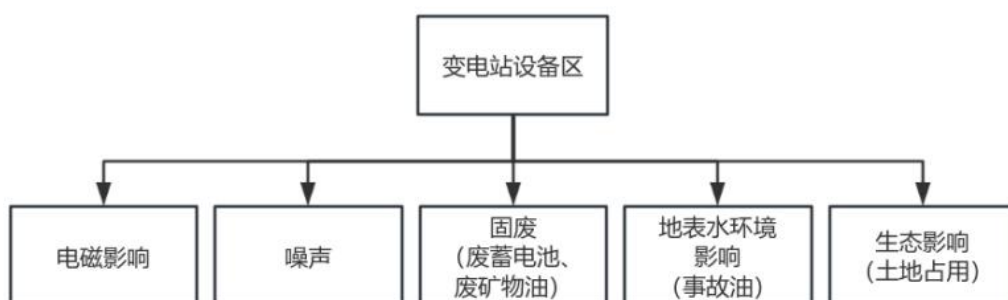 变电站设备区
电磁影响
噪声
固废
（废蓄电池、
废矿物油）
地表水环境
影响
（事故油）
生态影响
（土地占用）